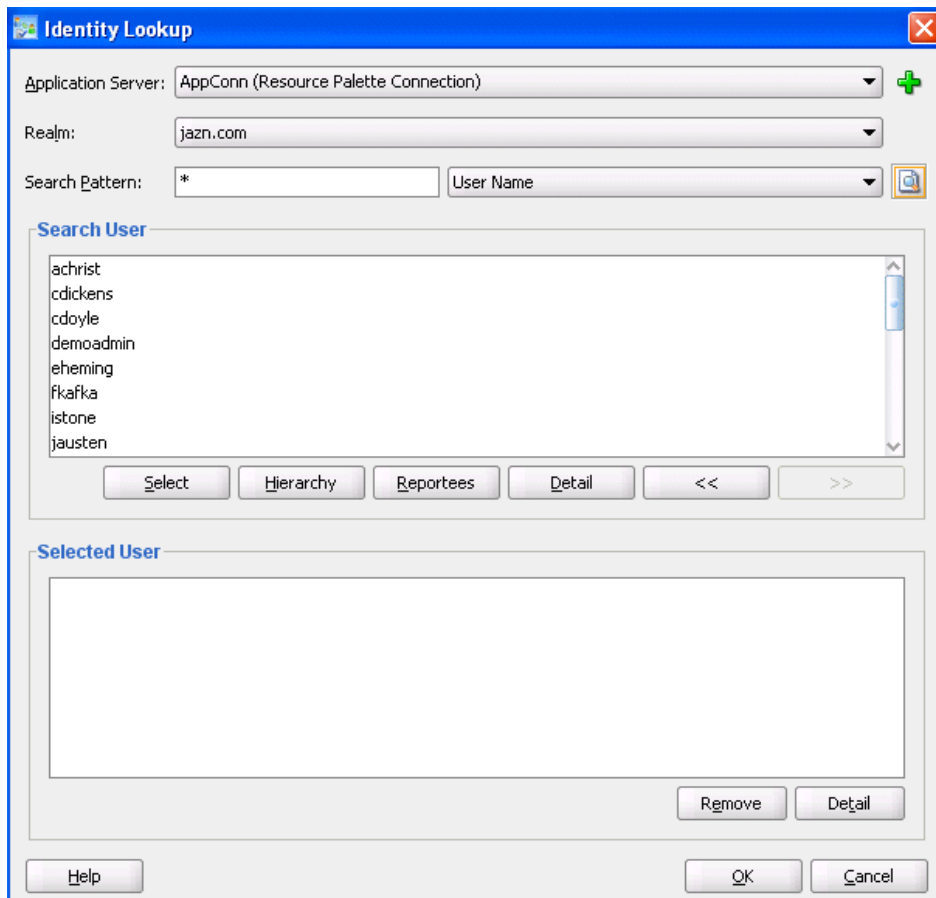 Identity Lookup
Application Server: AppConn (Resource Palette Connection)
Realm: jazn.com
Search Pattern: * User Name
Search User
achrist
cdickens
cdoyle
demoadmin
eheming
fkafka
istone
jausten
Select Hierarchy Reportees Detail << >>
Selected User
Remove Detail
Help OK Cancel